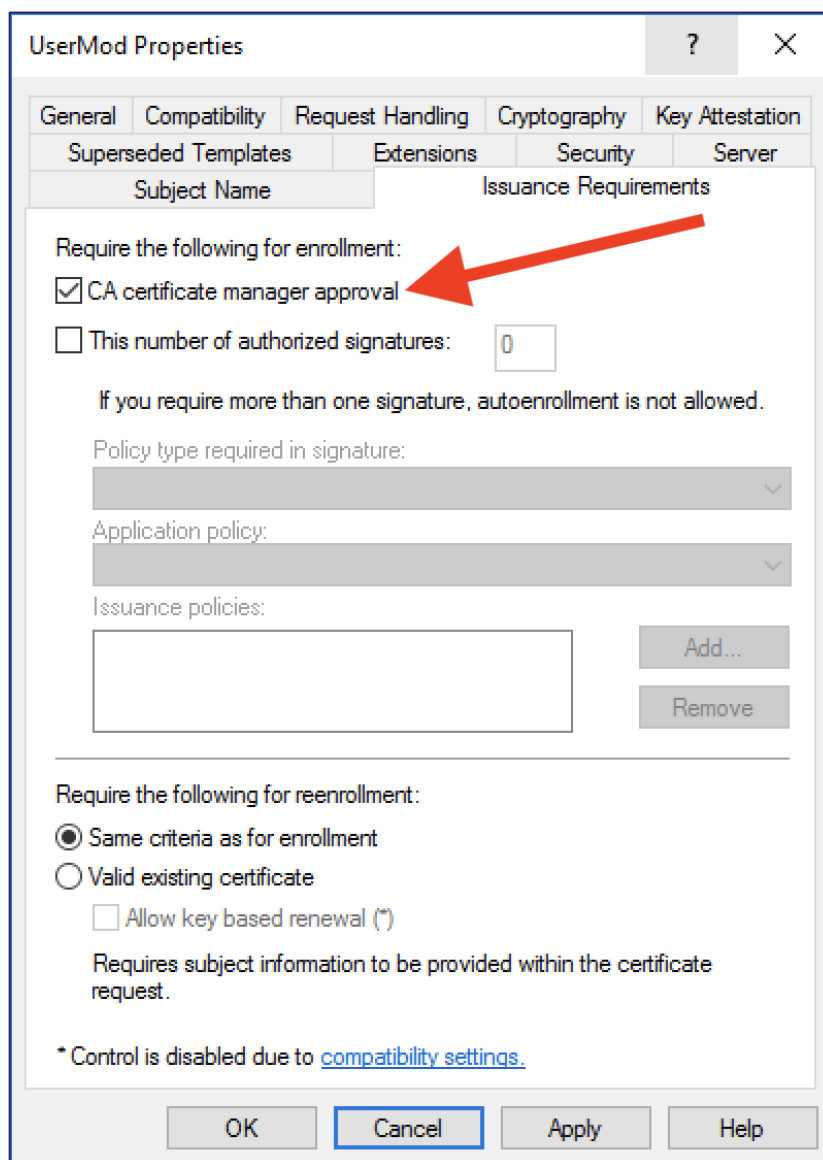 UserMod Properties ?
General Compatibility Request Handling Cryptography Key Attestation
Superseded Templates Extensions Security Server
Subject Name Issuance Requirements
Require the following for enrollment:
CA certificate manager approval
This number of authorized signatures: 0
If you require more than one signature, autoenrollment is not allowed.
Policy type required in signature:
Application policy:
Issuance policies:
Add...
Remove
Require the following for reenrollment:
Same criteria as for enrollment
Valid existing certificate
Allow key based renewal (*)
Requires subject information to be provided within the certificate
request.
* Control is disabled due to compatibility settings.
OK Cancel Apply Help